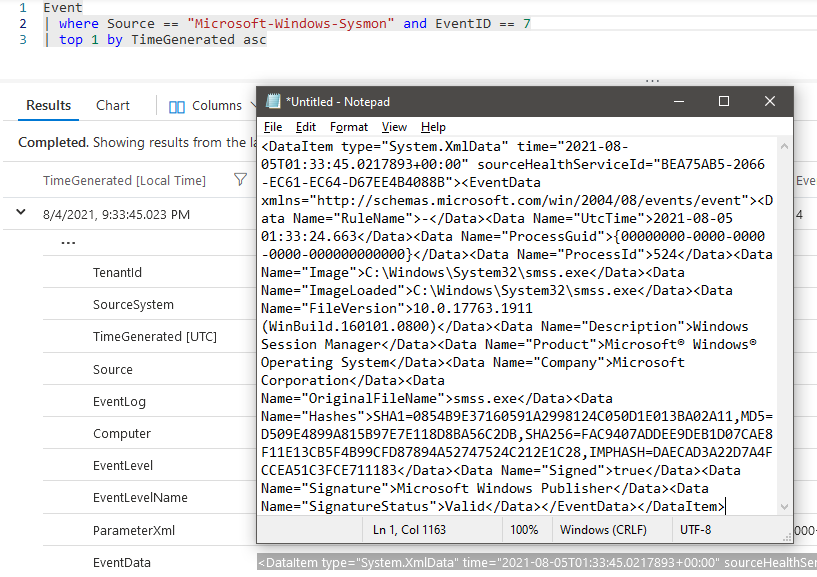 1 Event
2 | where Source == "Microsoft-Windows-Sysmon" and EventID == 7
3 | top 1 by TimeGenerated asc
...
Results Chart Columns
Completed. Showing results from the la
TimeGenerated [Local Time]
Eve
8/4/2021, 9:33:45.023 PM
4
...
TenantId
SourceSystem
TimeGenerated [UTC]
Source
EventLog
Computer
EventLevel
EventLevelName
ParameterXml
000-
EventData
<DataItem type="System.XmlData" time="2021-08-05T01:33:45.0217893+00:00" sourceHealthSer
*Untitled - Notepad
File Edit Format View Help
<DataItem type="System.XmlData" time="2021-08-
05T01:33:45.0217893+00:00" sourceHealthServiceId="BEA75AB5-2066
-EC61-EC64-D67EE4B4088B"><EventData
xmlns="http://schemas.microsoft.com/win/2004/08/events/event"><D
ata Name="RuleName">-</Data><Data Name="UtcTime">2021-08-05
01:33:24.663</Data><Data Name="ProcessGuid">{00000000-0000-0000
-0000-000000000000}</Data><Data Name="ProcessId">524</Data><Data
Name="Image">C:\Windows\System32\smss.exe</Data><Data
Name="ImageLoaded">C:\Windows\System32\smss.exe</Data><Data
Name="FileVersion">10.0.17763.1911
(WinBuild.160101.0800)</Data><Data Name="Description">Windows
Session Manager</Data><Data Name="Product">Microsoft® Windows®
Operating System</Data><Data Name="Company">Microsoft
Corporation</Data><Data
Name="OriginalFileName">smss.exe</Data><Data
Name="Hashes">SHA1=0854B9E37160591A2998124C050D1E013BA02A11,MD5=
D509E4899A815B97E7E118D8BA56C2DB,SHA256=FAC9407ADDEE9DEB1D07CAE8
F11E13CB5F4B99CFD87894A52747524C212E1C28,IMPHASH=DAECAD3A22D7A4F
CCEA51C3FCE711183</Data><Data Name="Signed">true</Data><Data
Name="Signature">Microsoft Windows Publisher</Data><Data
Name="SignatureStatus">Valid</Data></EventData></DataItem>
Ln 1, Col 1163 100% Windows (CRLF) UTF-8